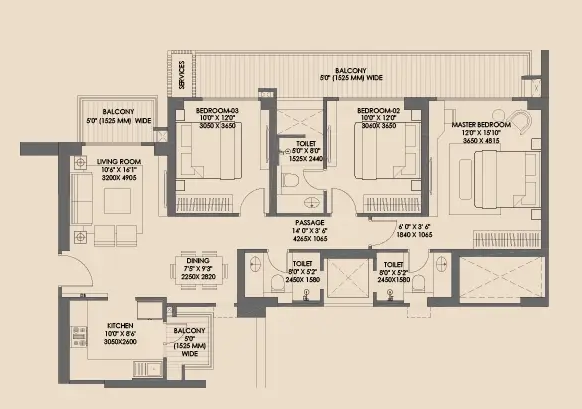 SERVICES
BALCONY
5'0" (1525 MM) WIDE
BALCONY
5'0" (1525 MM) WIDE
BEDROOM-03
10'0" X 12'0"
3050 X 3650
BEDROOM-02
10'0" X 12'0"
3060X 3650
MASTER BEDROOM
12'0" X 15'10"
3650 X 4815
TOILET
5'0" X 8'0"
1525X 2440
LIVING ROOM
10'6" X 16'1"
3200X 4905
PASSAGE
14' 0" X 3' 6"
4265X 1065
6' 0" X 3' 6"
1840 X 1065
DINING
7'5" X 9'3"
2250X 2820
TOILET
8'0" X 5'2"
2450X 1580
TOILET
8'0" X 5'2"
2450X1580
KITCHEN
10'0" X 8'6"
3050X2600
BALCONY
5'0"
(1525 MM)
WIDE